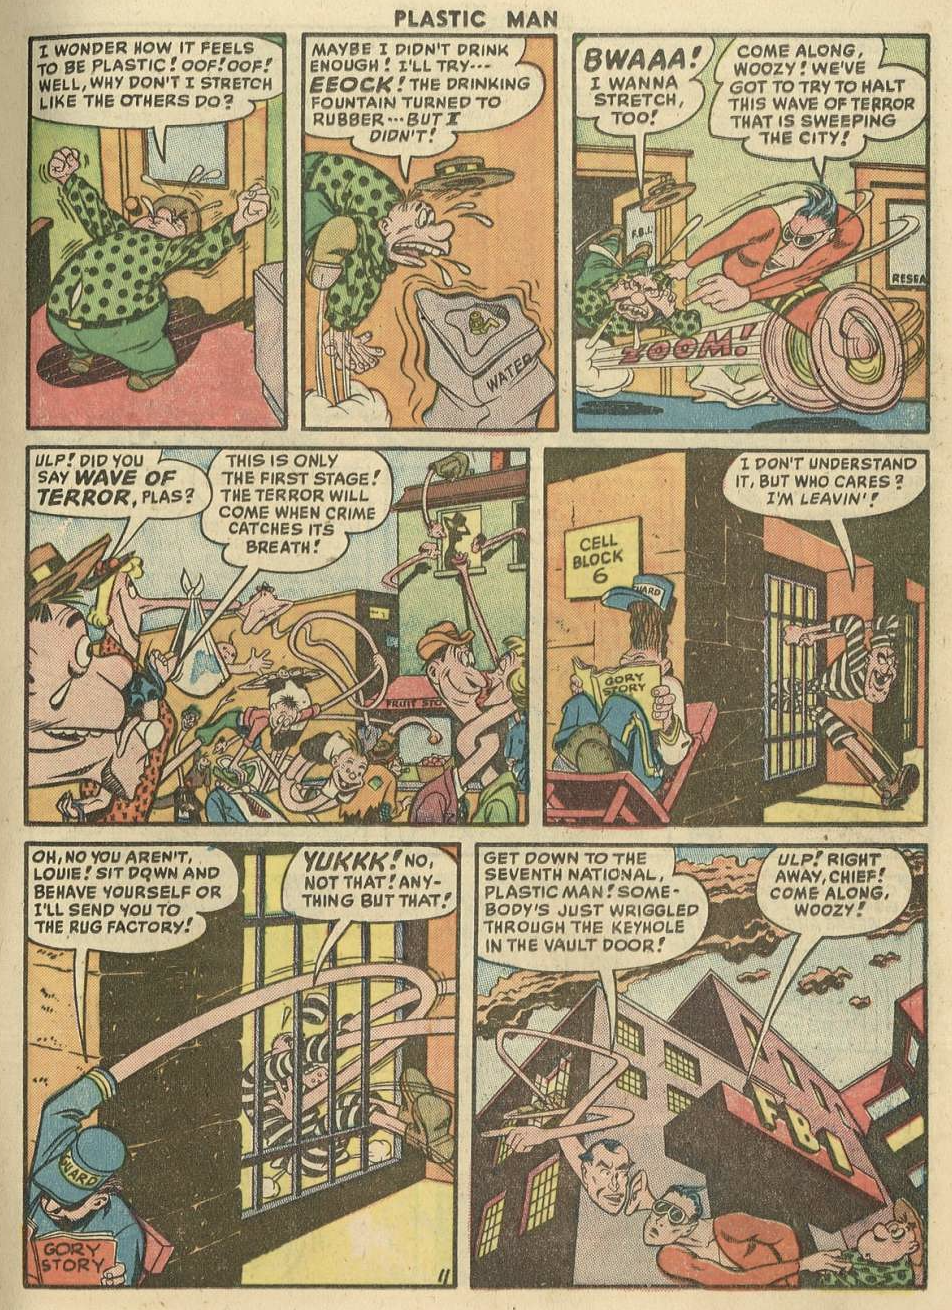 PLASTIC MAN
I WONDER HOW IT FEELS
TO BE PLASTIC! OOF! OOF!
WELL, WHY DON'T I STRETCH
LIKE THE OTHERS DO?
MAYBE I DIDN'T DRINK
ENOUGH! I'LL TRY---
EEOCK! THE DRINKING
FOUNTAIN TURNED TO
RUBBER---BUT I
DIDN'T!
WATER
BWAAA!
I WANNA
STRETCH,
TOO!
COME ALONG,
WOOZY! WE'VE
GOT TO TRY TO HALT
THIS WAVE OF TERROR
THAT IS SWEEPING
THE CITY!
F.B.I.
RESEA
ZOOM!
ULP! DID YOU
SAY WAVE OF
TERROR, PLAS?
THIS IS ONLY
THE FIRST STAGE!
THE TERROR WILL
COME WHEN CRIME
CATCHES ITS
BREATH!
FRUIT STO
I DON'T UNDERSTAND
IT, BUT WHO CARES?
I'M LEAVIN'!
CELL
BLOCK
6
UARD
GORY
STORY
OH, NO YOU AREN'T,
LOUIE! SIT DOWN AND
BEHAVE YOURSELF OR
I'LL SEND YOU TO
THE RUG FACTORY!
YUKKK! NO,
NOT THAT! ANY-
THING BUT THAT!
GUARD
GORY
STORY
11
GET DOWN TO THE
SEVENTH NATIONAL,
PLASTIC MAN! SOME-
BODY'S JUST WRIGGLED
THROUGH THE KEYHOLE
IN THE VAULT DOOR!
ULP! RIGHT
AWAY, CHIEF!
COME ALONG,
WOOZY!
FBI